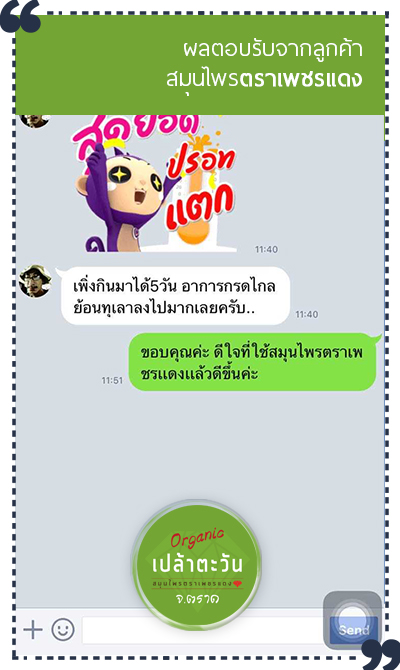 ผลตอบรับจากลูกค้า
สมุนไพรตราเพชรแดง
สุดยอด
ปรอท
แตก
11:40
เพิ่งกินมาได้5วัน อาการกรดไกล
ย้อนทุเลาลงไปมากเลยครับ..
11:40
ขอบคุณค่ะ ดีใจที่ใช้สมุนไพรตราเพ
ชรแดงแล้วดีขึ้นค่ะ
11:51
Organic
เปล้าตะวัน
สมุนไพรตราเพชรแดง
จ.ตราด
Send